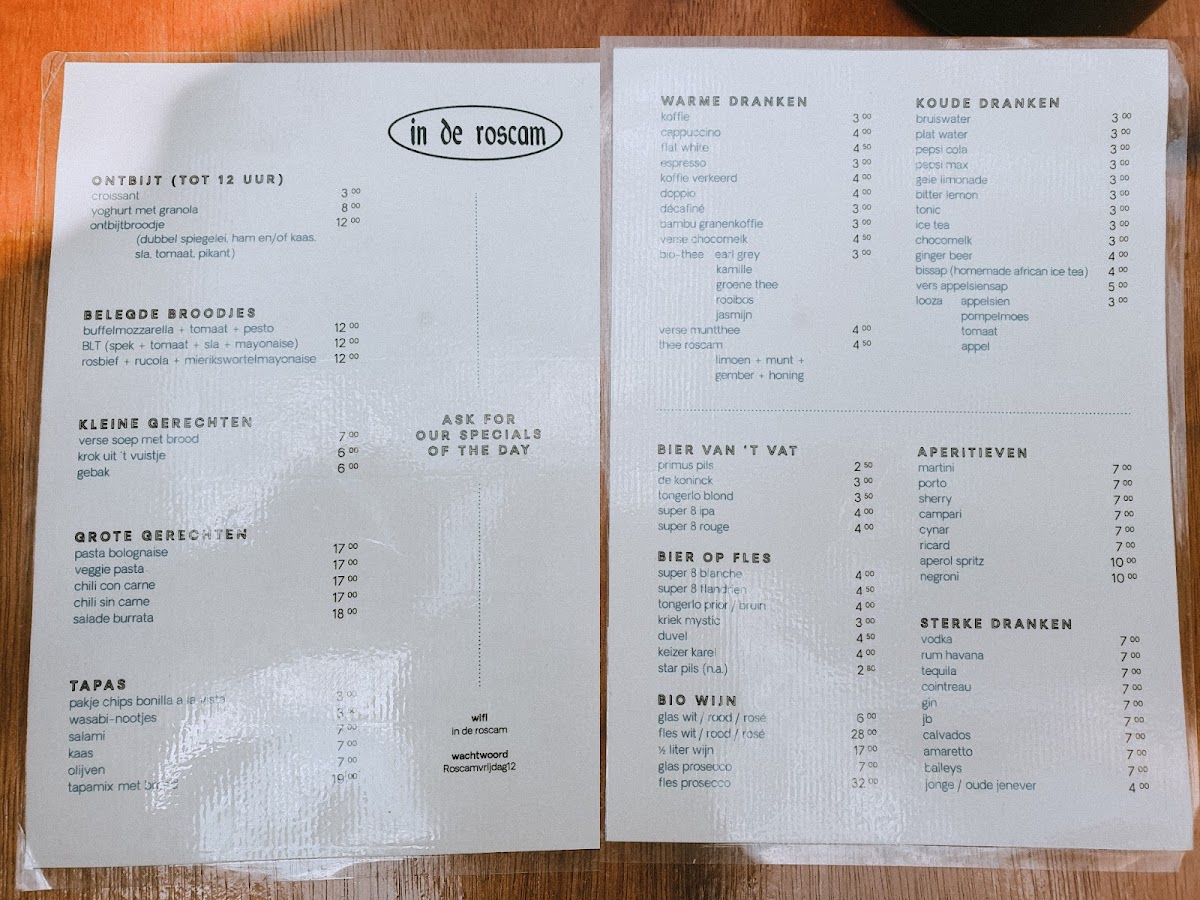 in de roscam
ONTBIJT (TOT 12 UUR)
croissant 3 00
yoghurt met granola 8 00
ontbijtbroodje 12 00
(dubbel spiegelei, ham en/of kaas,
sla, tomaat, pikant)
BELEGDE BROODJES
buffelmozzarella + tomaat + pesto 12 00
BLT (spek + tomaat + sla + mayonaise) 12 00
rosbief + rucola + mierikswortelmayonaise 12 00
KLEINE GERECHTEN
verse soep met brood 7 00
krok uit 't vuistje 6 00
gebak 6 00
GROTE GERECHTEN
pasta bolognaise 17 00
veggie pasta 17 00
chili con carne 17 00
chili sin carne 17 00
salade burrata 18 00
TAPAS
pakje chips bonilla a la vista 3 00
wasabi-nootjes 3
salami 7 00
kaas 7 00
olijven 7 00
tapamix met brood 19 00
ASK FOR
OUR SPECIALS
OF THE DAY
wifi
in de roscam
wachtwoord
Roscamvrijdag12
WARME DRANKEN
koffie 3 00
cappuccino 4 00
flat white 4 50
espresso 3 00
koffie verkeerd 4 00
doppio 4 00
décafiné 3 00
bambu granenkoffie 3 00
verse chocomelk 4 50
bio-thee earl grey 3 00
kamille
groene thee
rooibos
jasmijn
verse muntthee 4 00
thee roscam 4 50
limoen + munt +
gember + honing
KOUDE DRANKEN
bruiswater 3 00
plat water 3 00
pepsi cola 3 00
pepsi max 3 00
gele limonade 3 00
bitter lemon 3 00
tonic 3 00
ice tea 3 00
chocomelk 3 00
ginger beer 4 00
bissap (homemade african ice tea) 4 00
vers appelsiensap 5 00
looza appelsien 3 00
pompelmoes
tomaat
appel
BIER VAN 'T VAT
primus pils 2 50
de koninck 3 00
tongerlo blond 3 50
super 8 ipa 4 00
super 8 rouge 4 00
BIER OP FLES
super 8 blanche 4 00
super 8 flandrien 4 50
tongerlo prior / bruin 4 00
kriek mystic 3 00
duvel 4 50
keizer karel 4 00
star pils (n.a.) 2 80
BIO WIJN
glas wit / rood / rosé 6 00
fles wit / rood / rosé 28 00
½ liter wijn 17 00
glas prosecco 7 00
fles prosecco 32 00
APERITIEVEN
martini 7 00
porto 7 00
sherry 7 00
campari 7 00
cynar 7 00
ricard 7 00
aperol spritz 10 00
negroni 10 00
STERKE DRANKEN
vodka 7 00
rum havana 7 00
tequila 7 00
cointreau 7 00
gin 7 00
jb 7 00
calvados 7 00
amaretto 7 00
baileys 7 00
jonge / oude jenever 4 00